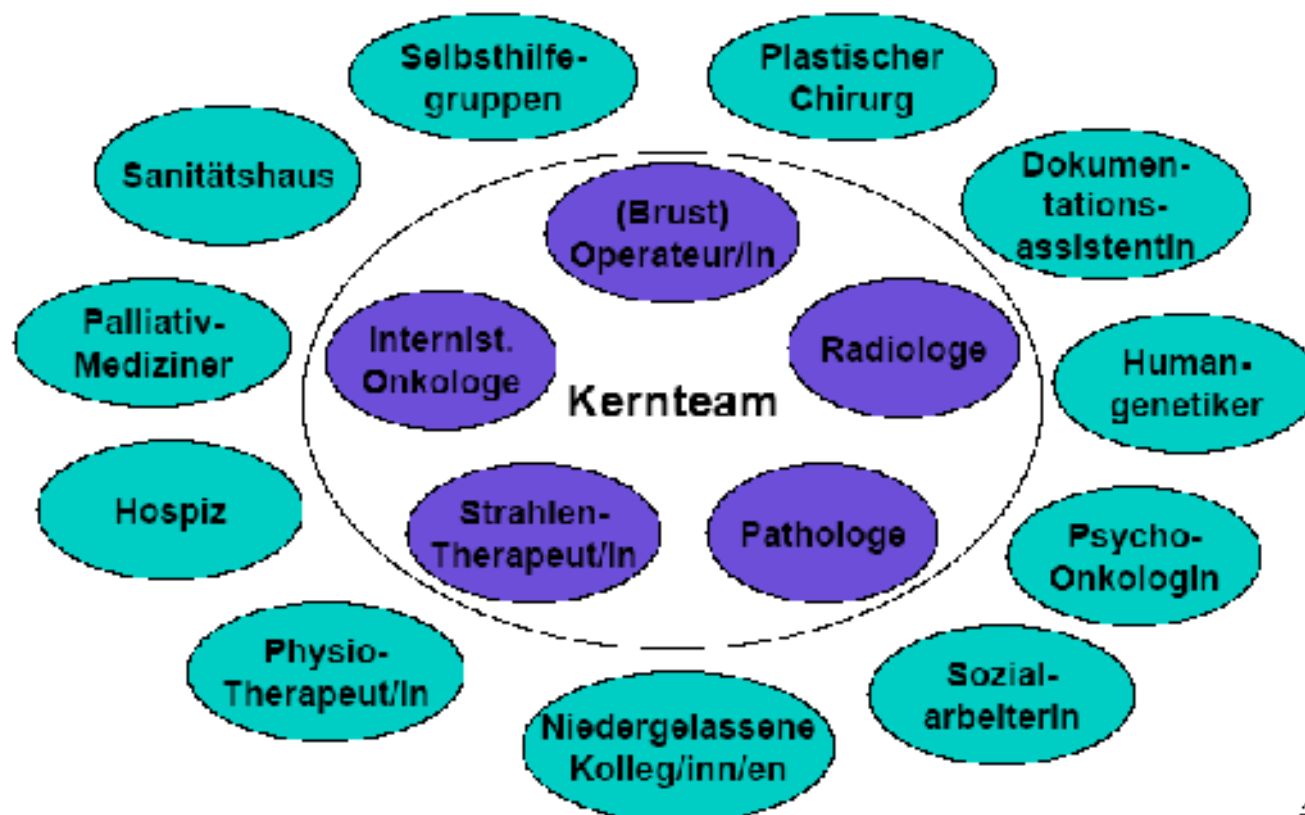 Selbsthilfe-
gruppen
Plastischer
Chirurg
Sanitätshaus
Dokumen-
tations-
assistentin
(Brust)
Operateur/in
Palliativ-
Mediziner
Internist.
Onkologe
Radiologe
Human-
genetiker
Kernteam
Hospiz
Strahlen-
Therapeut/in
Pathologe
Psycho-
Onkologin
Physio-
Therapeut/in
Sozial-
arbeiterin
Niedergelassene
Kolleg/inn/en